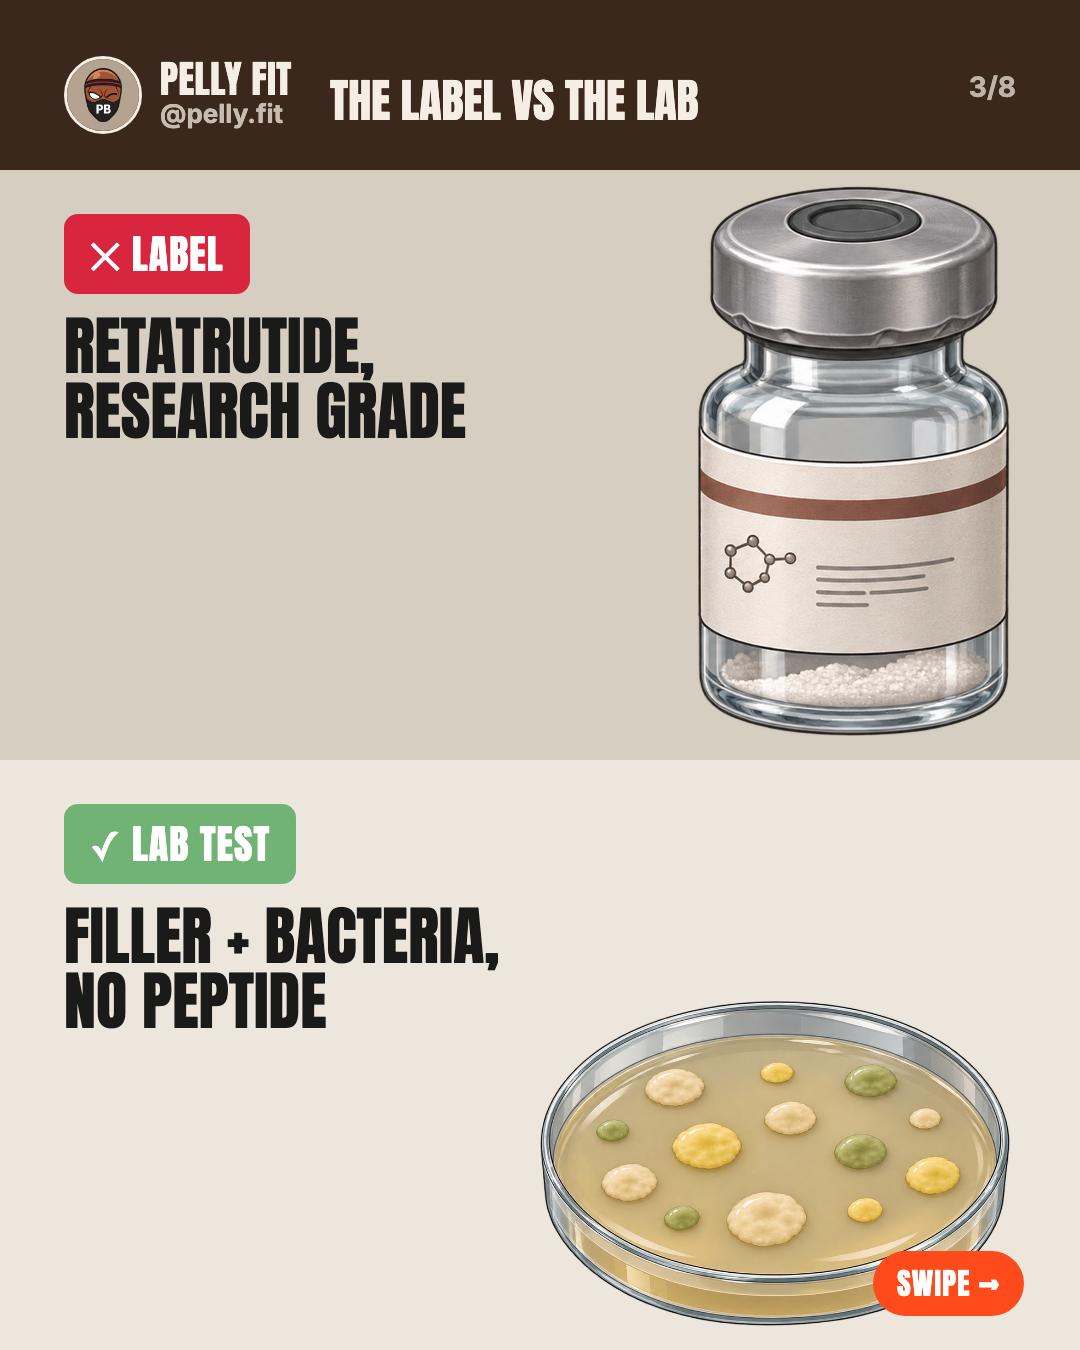 PELLY FIT
@pelly.fit
PB
THE LABEL VS THE LAB
3/8
× LABEL
RETATRUTIDE,
RESEARCH GRADE
✓ LAB TEST
FILLER + BACTERIA,
NO PEPTIDE
SWIPE →